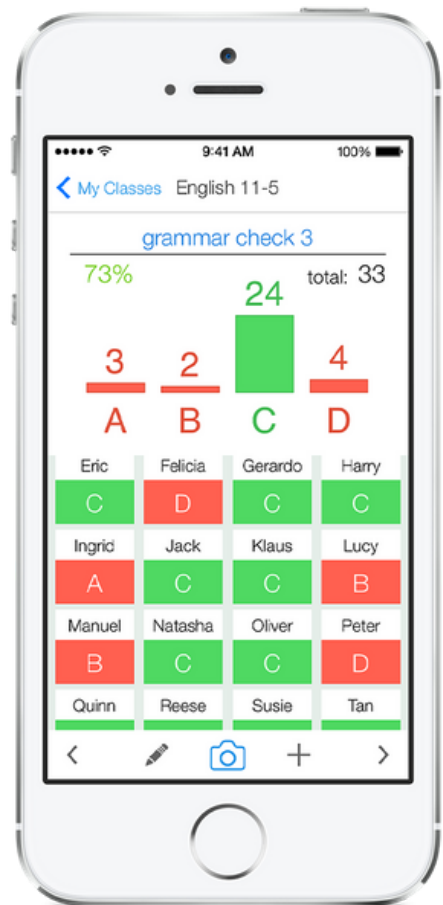 9:41 AM 100%
My Classes English 11-5
grammar check 3
73% total: 33
24
3 2 4
A B C D
Eric Felicia Gerardo Harry
C D C C
Ingrid Jack Klaus Lucy
A C C B
Manuel Natasha Oliver Peter
B C C D
Quinn Reese Susie Tan